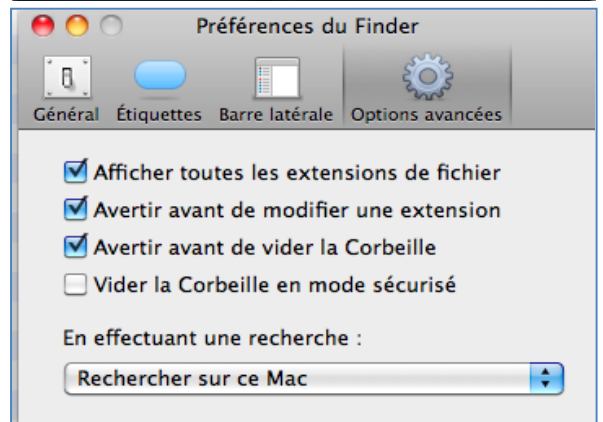 Préférences du Finder
Général Étiquettes Barre latérale Options avancées
Afficher toutes les extensions de fichier
Avertir avant de modifier une extension
Avertir avant de vider la Corbeille
Vider la Corbeille en mode sécurisé
En effectuant une recherche :
Rechercher sur ce Mac